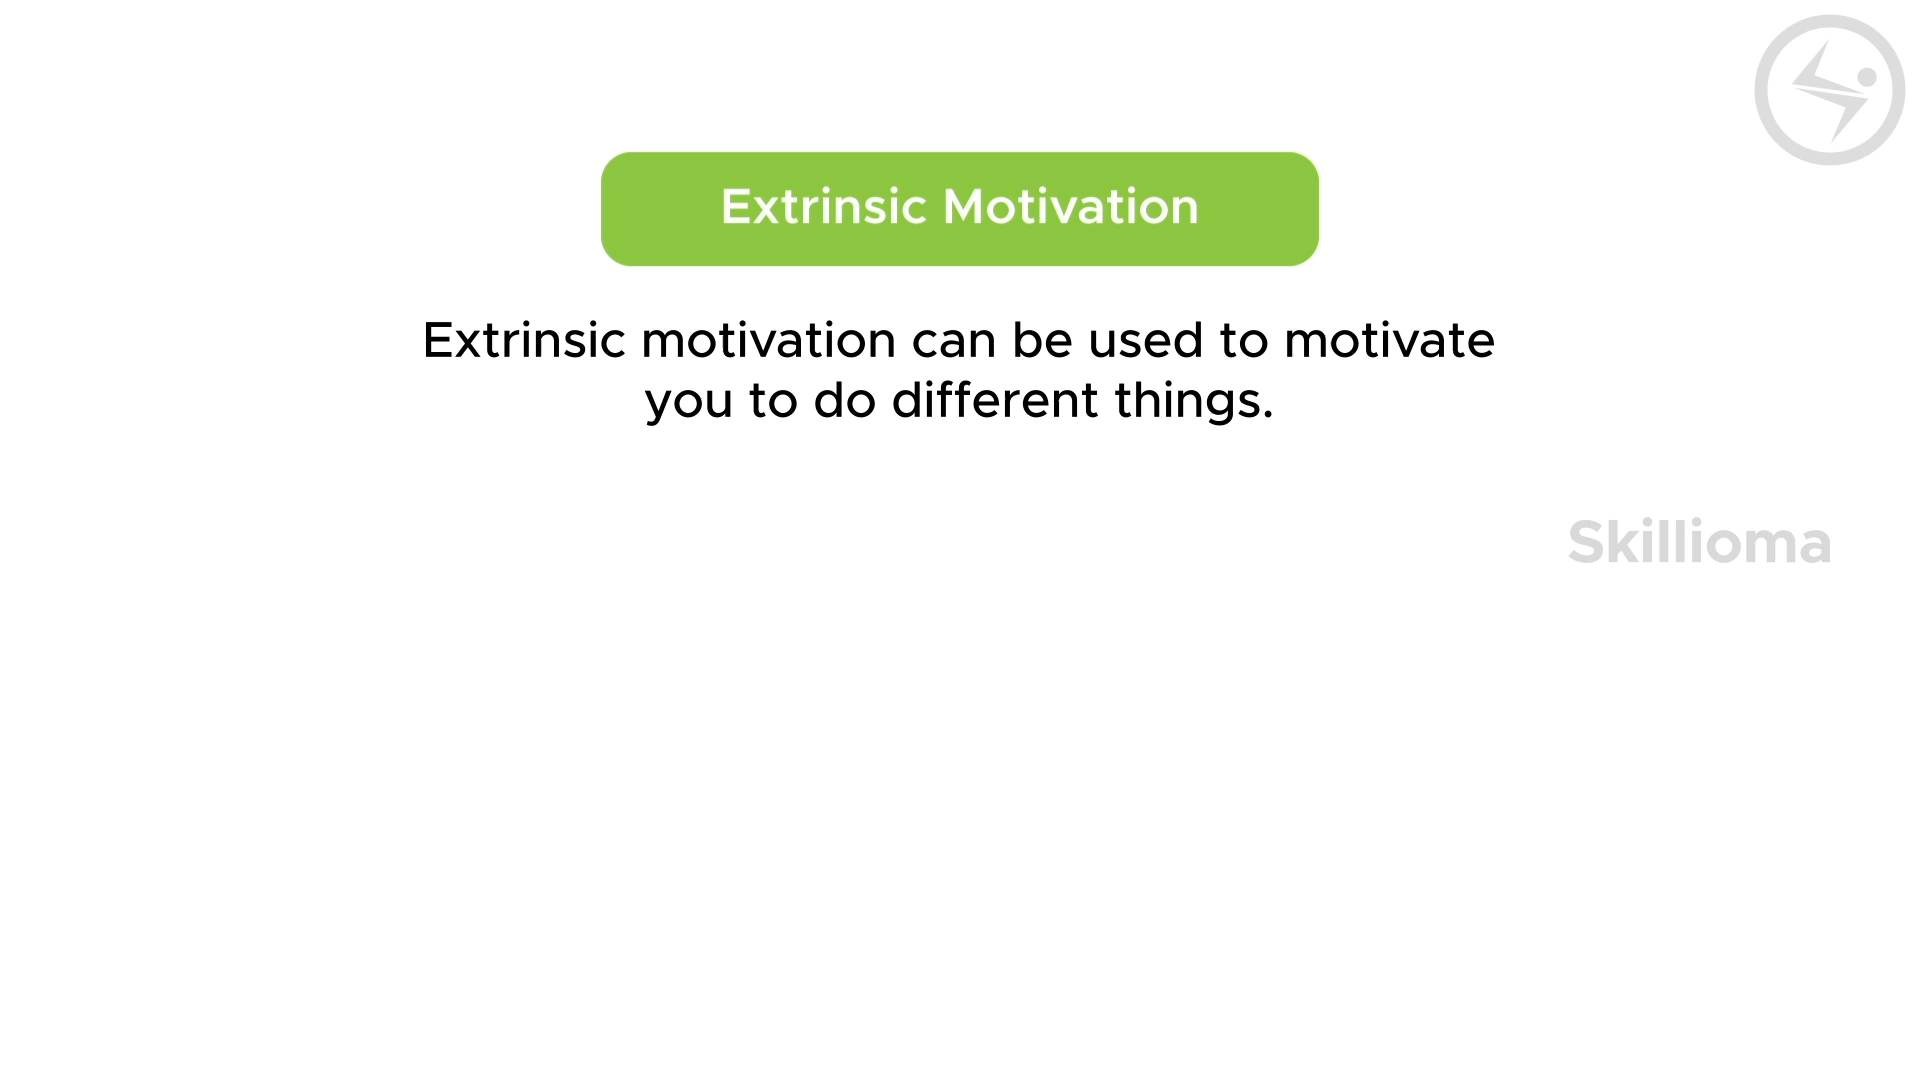 Extrinsic Motivation
Extrinsic motivation can be used to motivate
you to do different things.
Skillioma